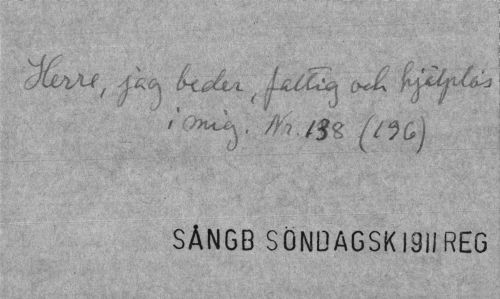 Herre, jag beder, fattig och hjälplös
i mig. Nr. 138 (196)
SÅNGB SÖNDAGSK 1911 REG